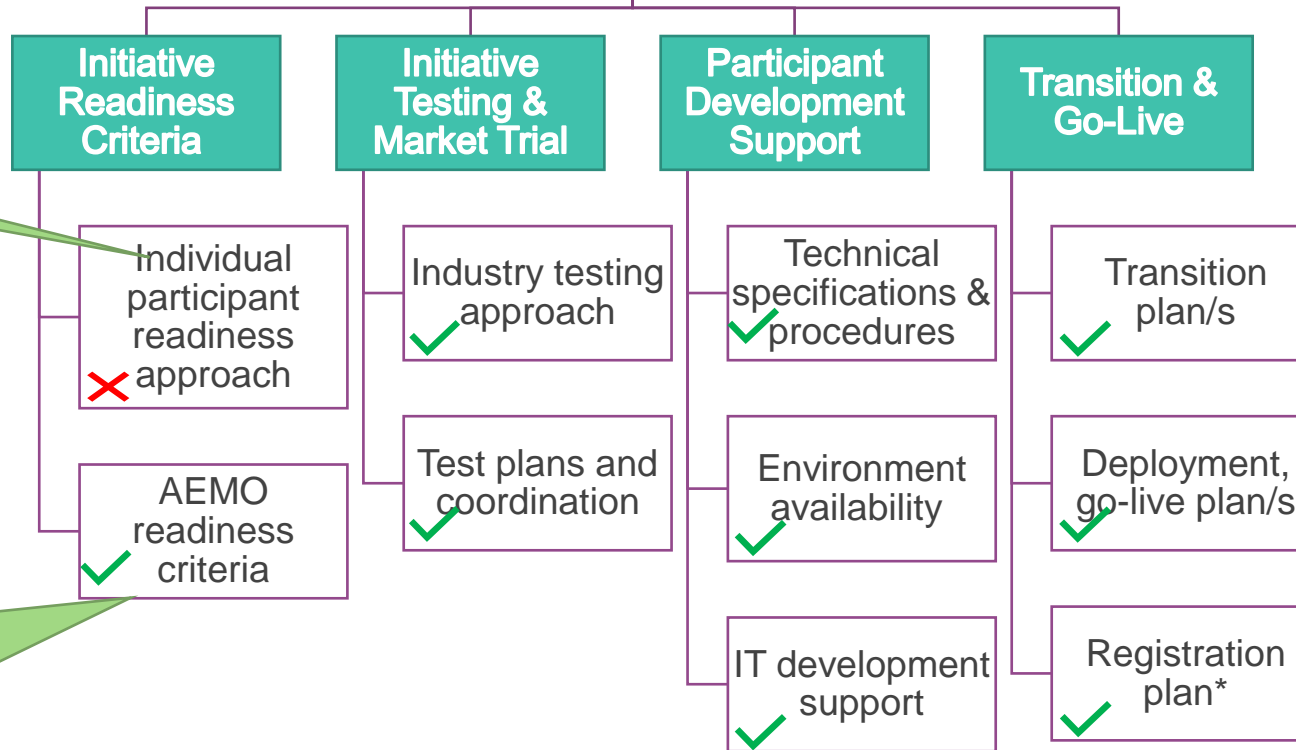 Initiative
Readiness
Criteria
Individual
participant
readiness
approach
AEMO
readiness
criteria
Initiative
Testing &
Market Trial
Industry testing
approach
Test plans and
coordination
Participant
Development
Support
Technical
specifications &
procedures
Environment
availability
IT development
support
Transition &
Go-Live
Transition
plan/s
Deployment,
go-live plan/s
Registration
plan*